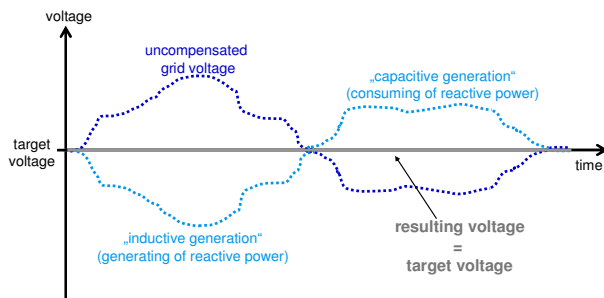 voltage
uncompensated
grid voltage
„capacitive generation“
(consuming of reactive power)
target
voltage
time
resulting voltage
=
target voltage
„inductive generation“
(generating of reactive power)